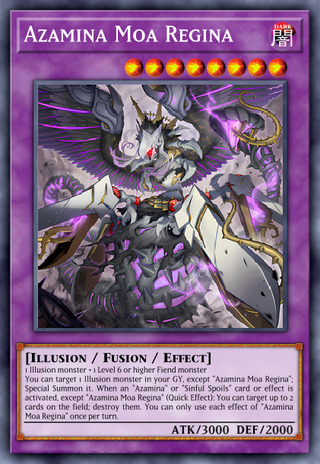 Azamina Moa Regina
DARK
闇
[Illusion / Fusion / Effect]
1 Illusion monster + 1 Level 6 or higher Fiend monster
You can target 1 Illusion monster in your GY, except "Azamina Moa Regina";
Special Summon it. When an "Azamina" or "Sinful Spoils" card or effect is
activated, except "Azamina Moa Regina" (Quick Effect): You can target up to 2
cards on the field; destroy them. You can only use each effect of "Azamina
Moa Regina" once per turn.
ATK/3000 DEF/2000